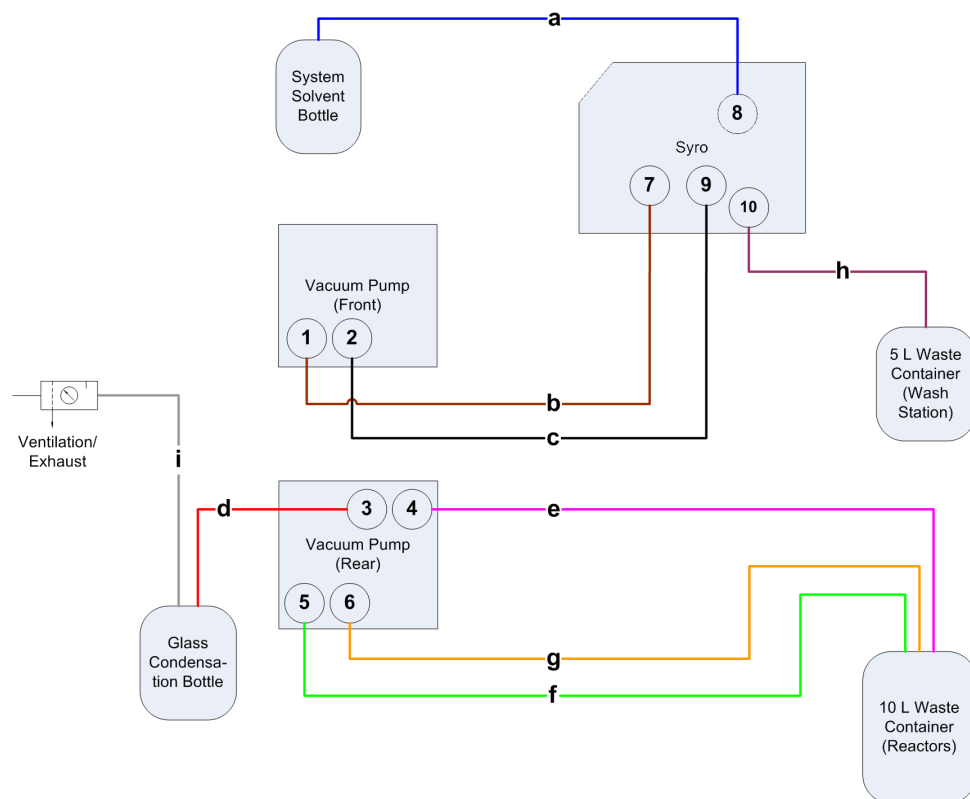 a
System
Solvent
Bottle
8
Syro
7
9
10
h
Vacuum Pump
(Front)
1
2
5 L Waste
Container
(Wash
Station)
b
c
Ventilation/
Exhaust
i
d
3
4
e
Vacuum Pump
(Rear)
5
6
Glass
Condensa-
tion Bottle
g
f
10 L Waste
Container
(Reactors)